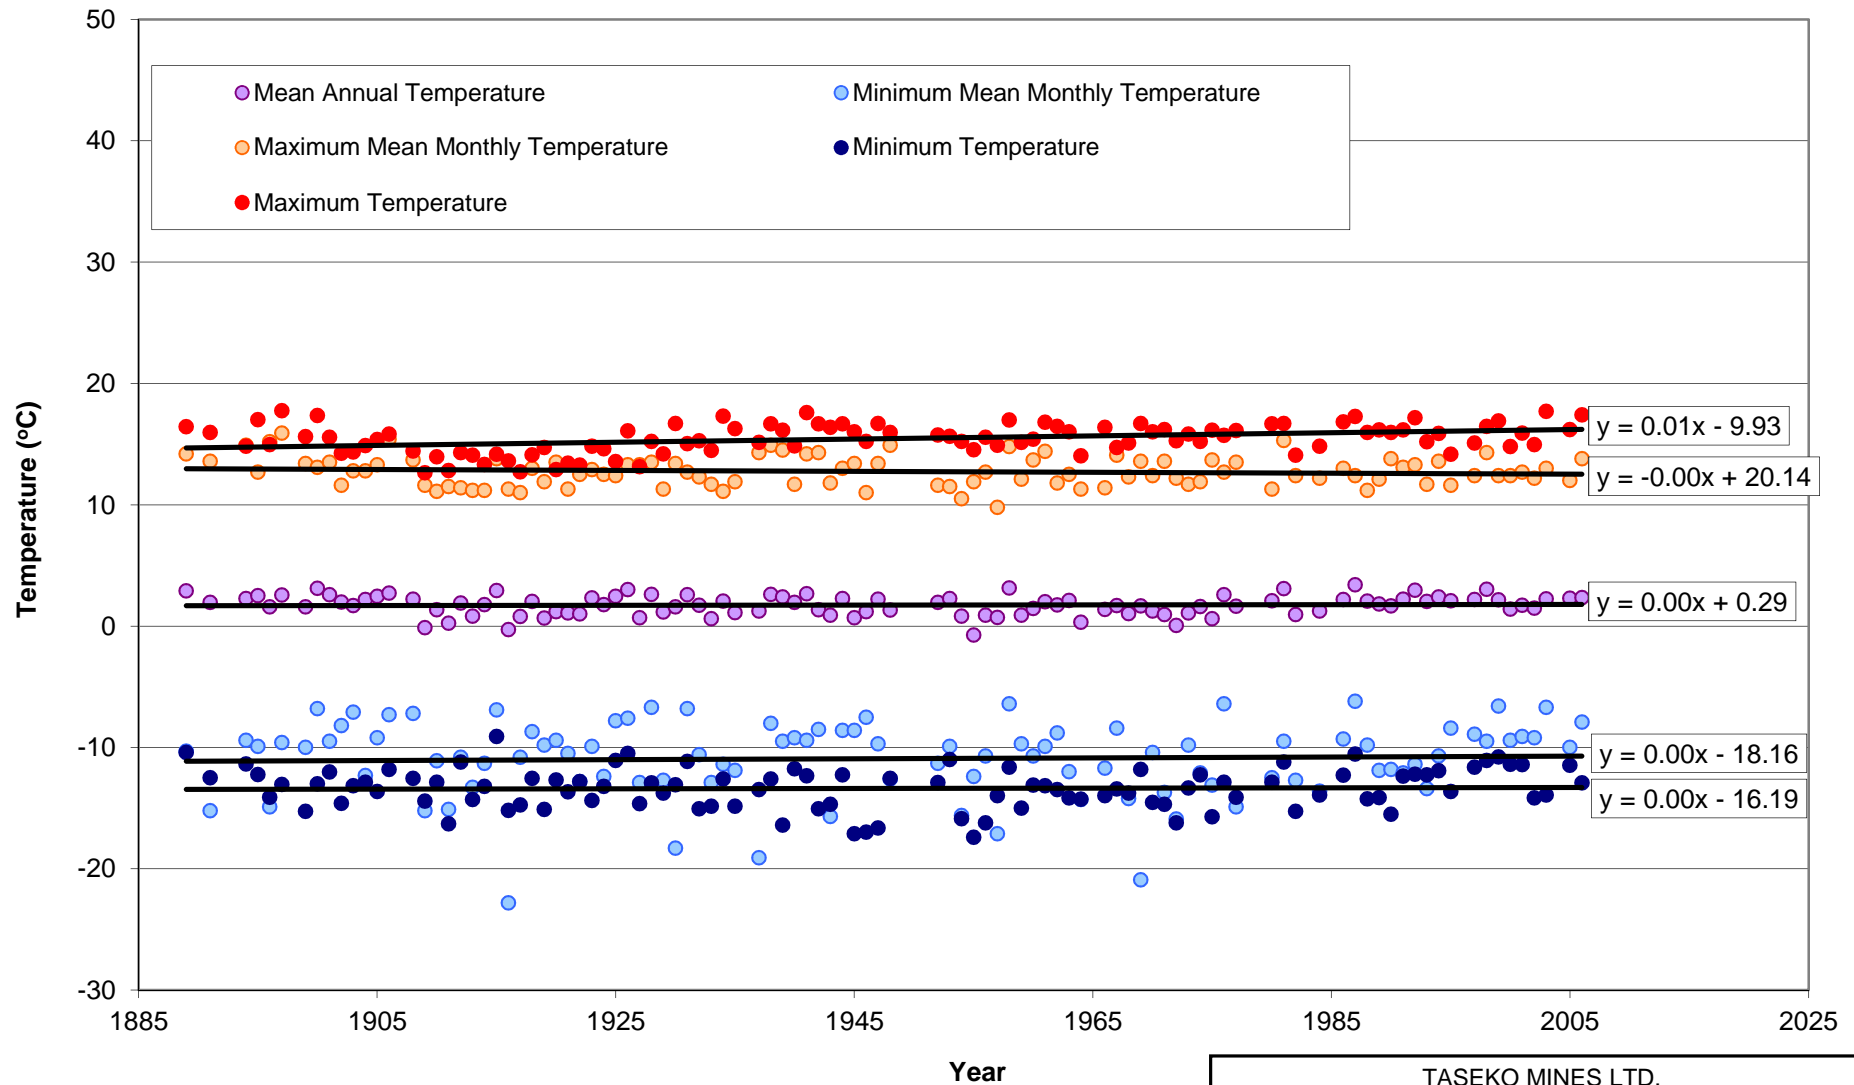 50
40
30
20
10
0
-10
-20
-30
Temperature (oC)
Mean Annual Temperature
Minimum Mean Monthly Temperature
Maximum Mean Monthly Temperature
Minimum Temperature
Maximum Temperature
y = 0.01x - 9.93
y = -0.00x + 20.14
y = 0.00x + 0.29
y = 0.00x - 18.16
y = 0.00x - 16.19
1885 1905 1925 1945 1965 1985 2005 2025
Year
TASEKO MINES LTD.